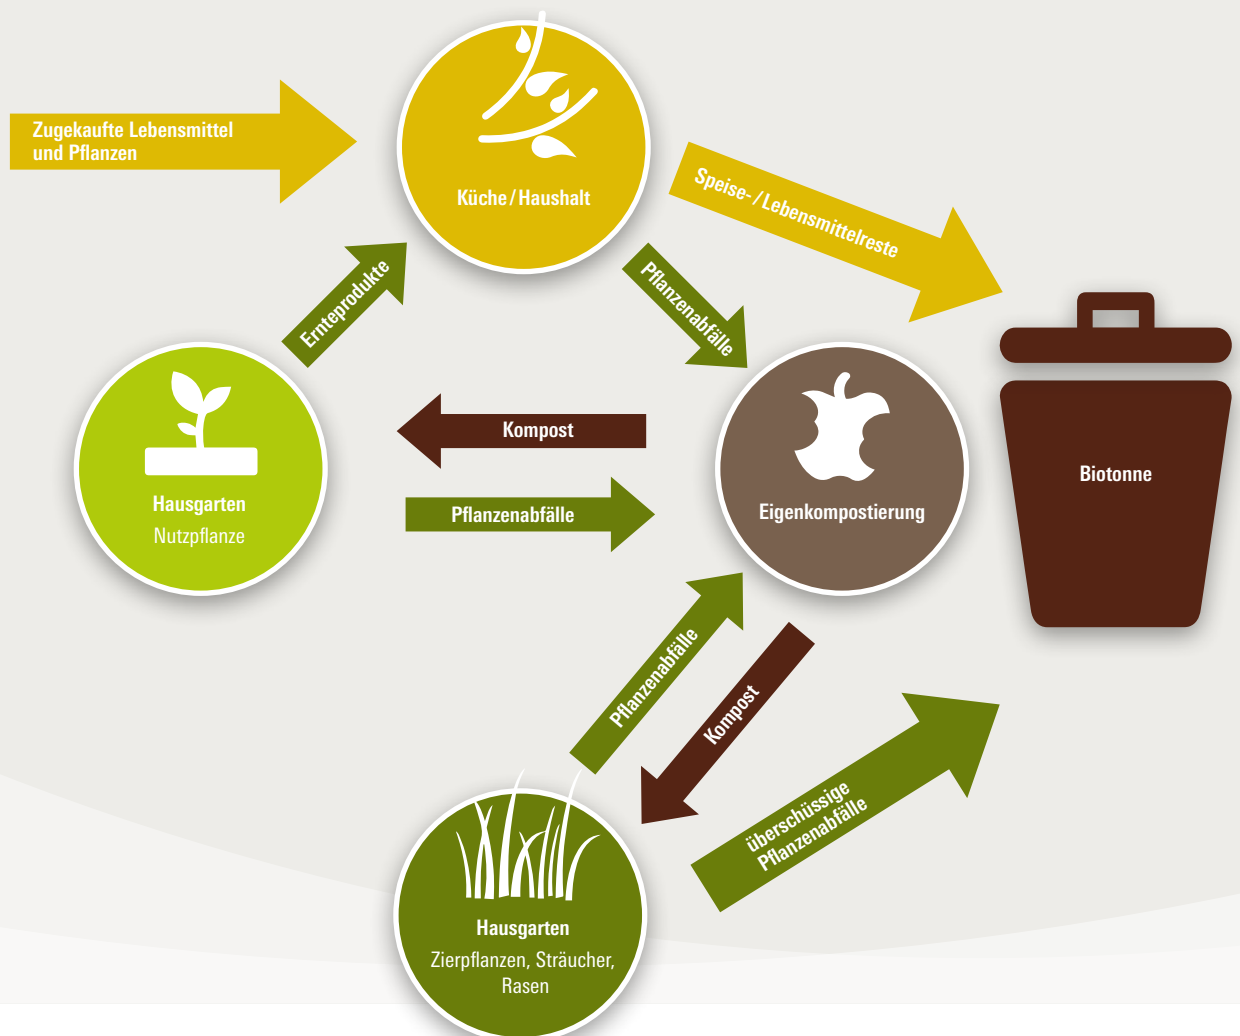 Zugekaufte Lebensmittel
und Pflanzen
Küche / Haushalt
Speise- / Lebensmittelreste
Ernteprodukte
Pflanzenabfälle
Kompost
Pflanzenabfälle
Hausgarten
Nutzpflanze
Eigenkompostierung
Biotonne
Pflanzenabfälle
Kompost
überschüssige
Pflanzenabfälle
Hausgarten
Zierpflanzen, Sträucher,
Rasen